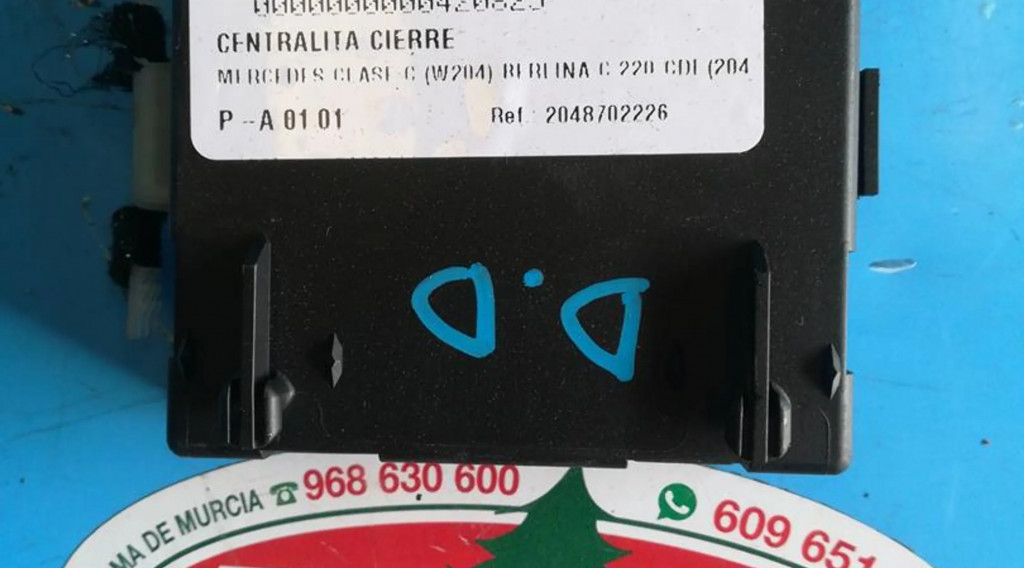 000000000420825
CENTRALITA CIERRE
MERCEDES CLASE C (W204) BERLINA C 220 CDI (204
P - A 01 01 Ref.: 2048702226
D.D
MA DE MURCIA ☎ 968 630 600
609 651